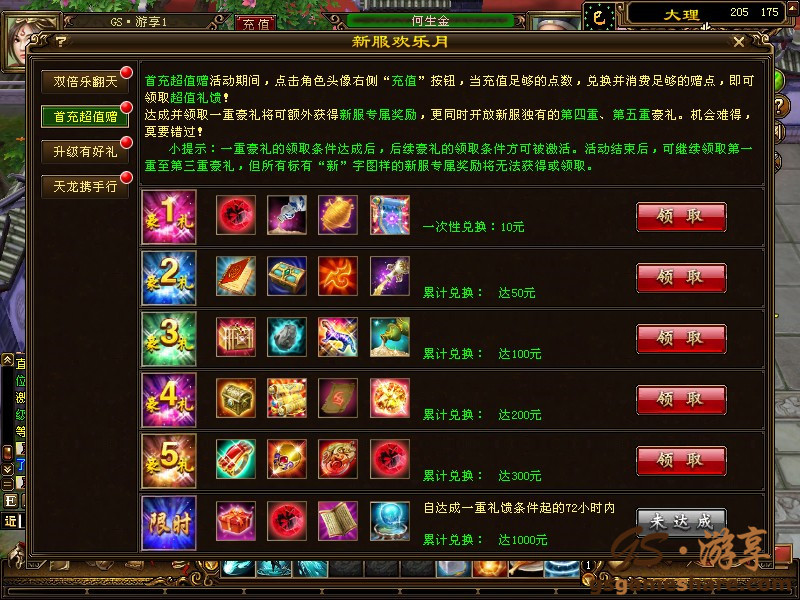 GS·游享1
充值
何生金
大理
205 175
?
新服欢乐月
双倍乐翻天
首充超值赠
升级有好礼
天龙携手行
首充超值赠活动期间，点击角色头像右侧“充值”按钮，当充值足够的点数，兑换并消费足够的赠点，即可
领取超值礼馈！
达成并领取一重豪礼将可额外获得新服专属奖励，更同时开放新服独有的第四重、第五重豪礼。机会难得，
莫要错过！
小提示：一重豪礼的领取条件达成后，后续豪礼的领取条件方可被激活。活动结束后，可继续领取第一
重至第三重豪礼，但所有标有“新”字图样的新服专属奖励将无法获得或领取。
豪1礼
一次性兑换：10元
领取
豪2礼
累计兑换： 达50元
领取
豪3礼
累计兑换： 达100元
领取
豪4礼
累计兑换： 达200元
领取
豪5礼
累计兑换： 达300元
领取
限时
自达成一重礼馈条件起的72小时内
累计兑换： 达1000元
未达成
近
GS·游享